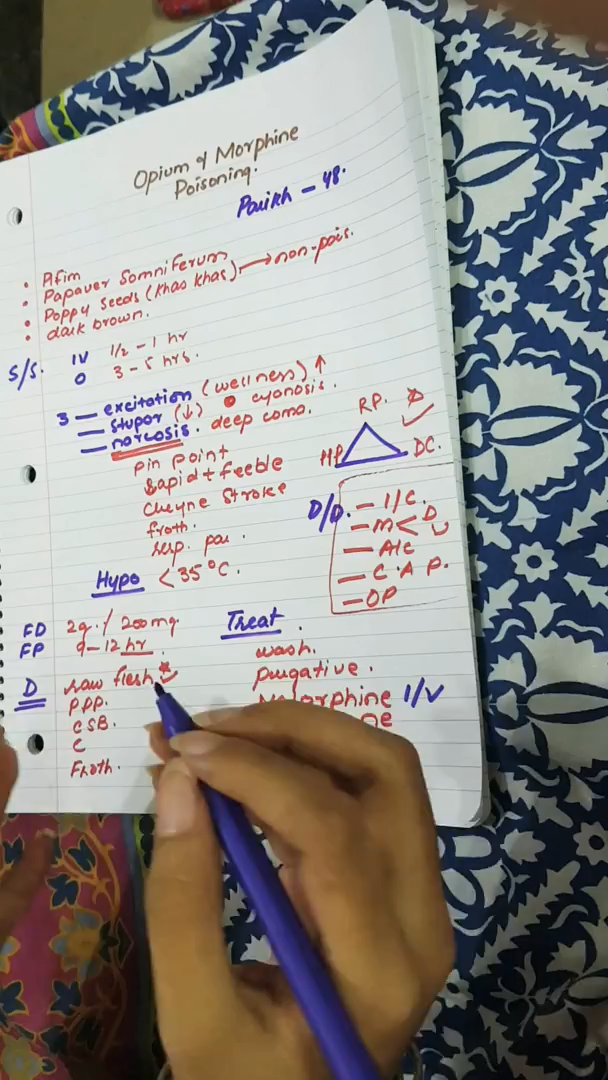 Opium & Morphine
Poisoning.
Parikh - 48.
• Afim
• Papaver Somniferum
• Poppy seeds (Khas Khas) → non-pois.
• dark brown.
S/S. IV 1/2 - 1 hr
O 3 - 5 hrs.
3 — excitation (wellness) ↑
— stupor (↓) • cyanosis.
— narcosis. deep coma.
pin point
Rapid + feeble
Cheyne Stroke
froth.
resp. par.
Hypo < 35°C.
RP.
HP DC.
D/D. — I/C.
— M < D
— A/c
— C. A P.
— OP
FD 2g. / 200mg
FP 9-12 hr.
D raw flesh
PPP.
CSB.
C
Froth.
Treat.
wash.
purgative.
I/V
ne